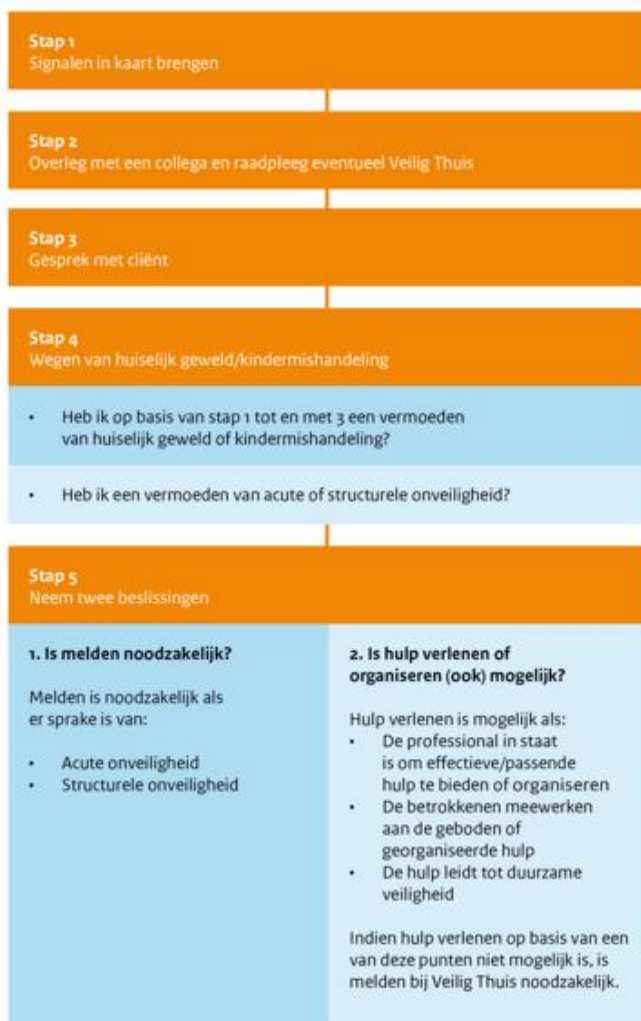 Stap 1
Signalen in kaart brengen
Stap 2
Overleg met een collega en raadpleeg eventueel Veilig Thuis
Stap 3
Gesprek met cliënt
Stap 4
Wegen van huiselijk geweld/kindermishandeling
• Heb ik op basis van stap 1 tot en met 3 een vermoeden
van huiselijk geweld of kindermishandeling?
• Heb ik een vermoeden van acute of structurele onveiligheid?
Stap 5
Neem twee beslissingen
1. Is melden noodzakelijk?
Melden is noodzakelijk als
er sprake is van:
• Acute onveiligheid
• Structurele onveiligheid
2. Is hulp verlenen of
organiseren (ook) mogelijk?
Hulp verlenen is mogelijk als:
• De professional in staat
is om effectieve/passende
hulp te bieden of organiseren
• De betrokkenen meewerken
aan de geboden of
georganiseerde hulp
• De hulp leidt tot duurzame
veiligheid
Indien hulp verlenen op basis van een
van deze punten niet mogelijk is, is
melden bij Veilig Thuis noodzakelijk.